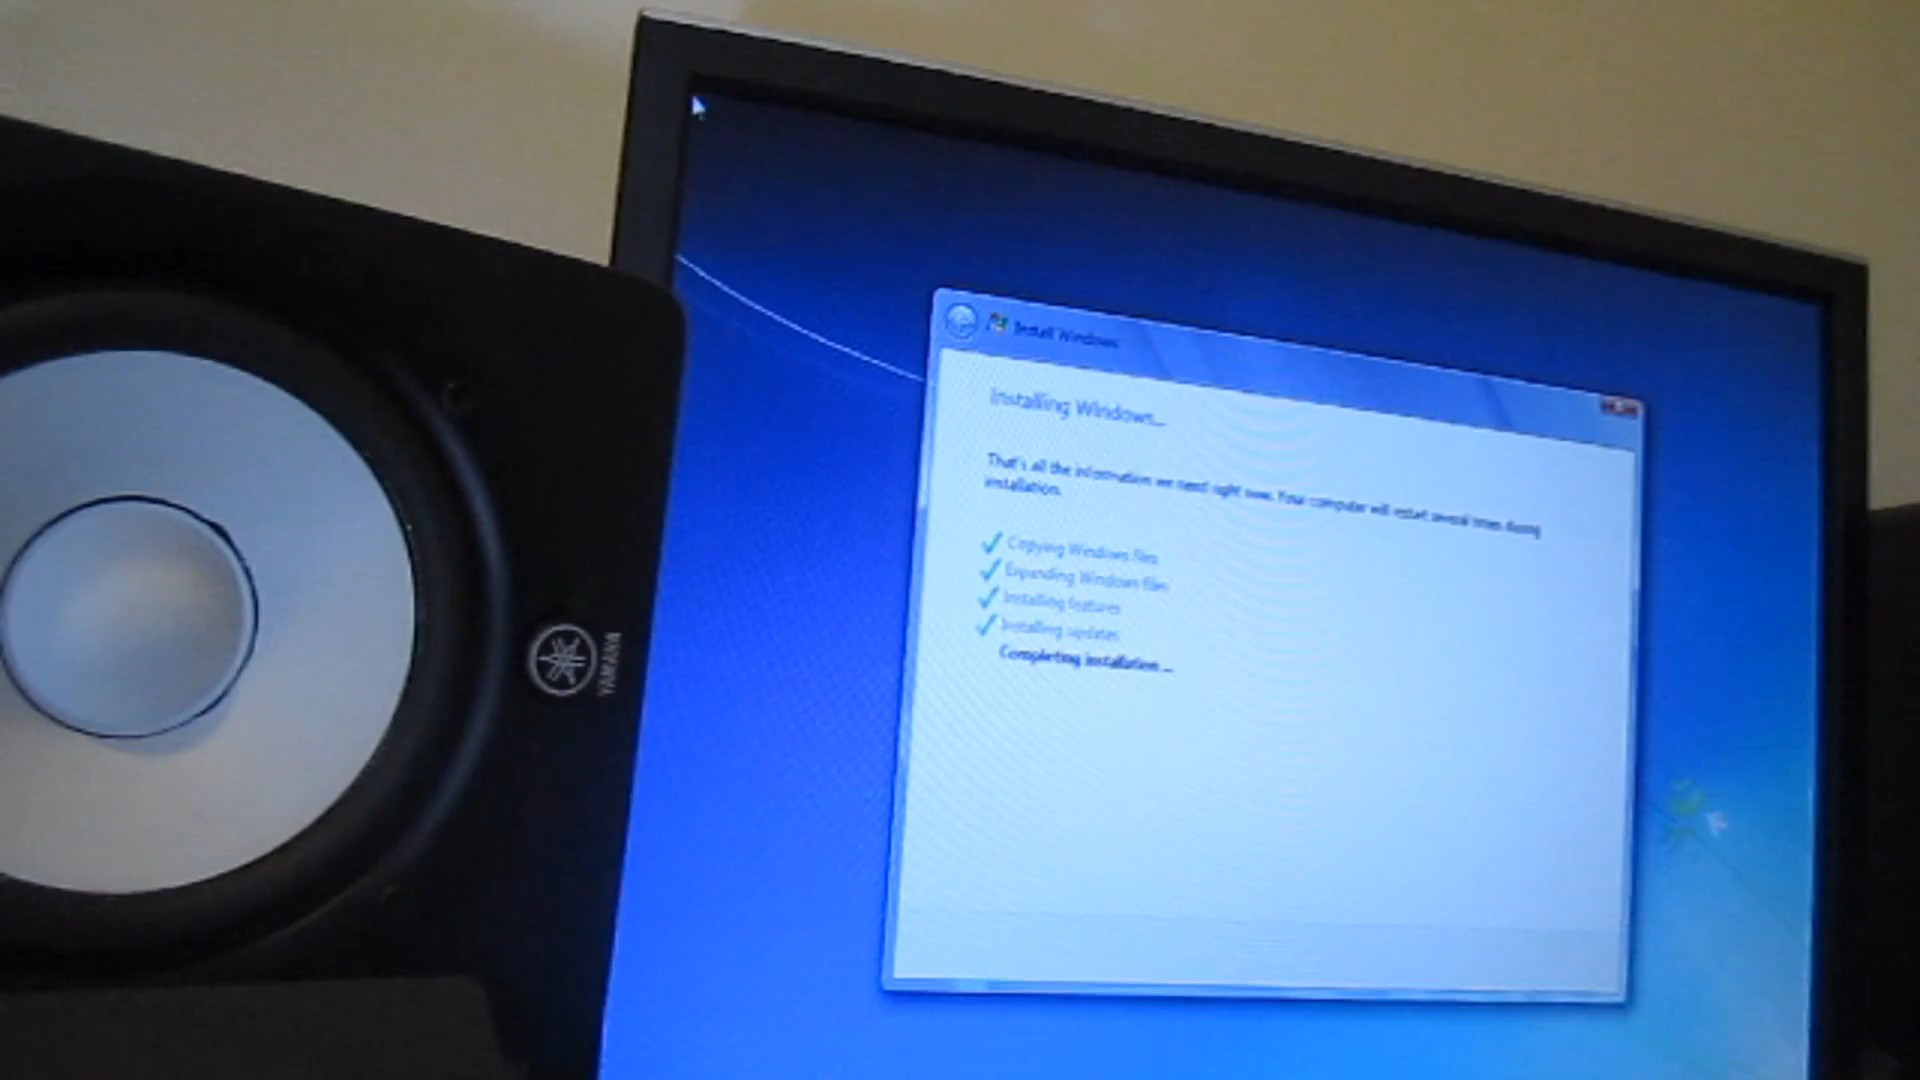 Install Windows
Installing Windows...
That's all the information we need right now. Your computer will restart several times during
installation.
Copying Windows files
Expanding Windows files
Installing features
Installing updates
Completing installation ...
YAMAHA